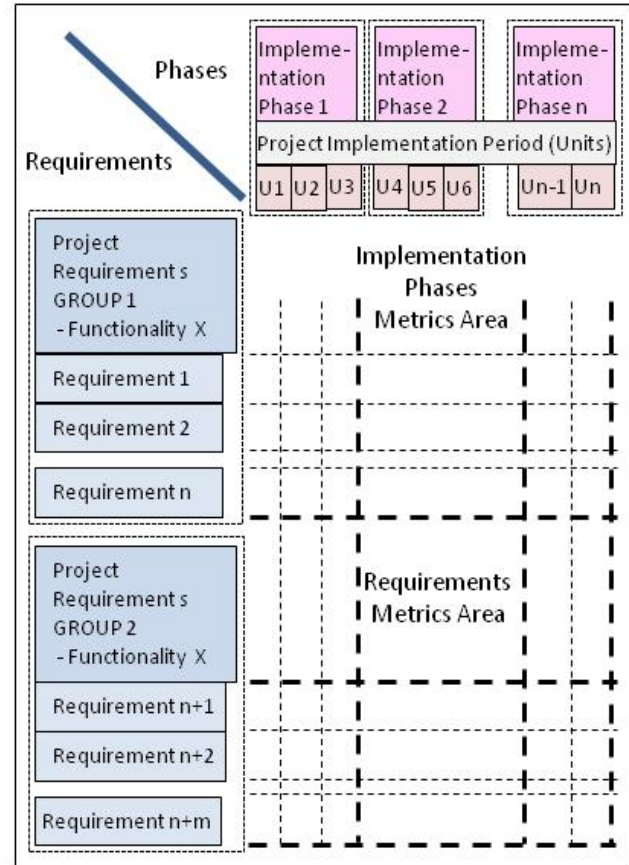 Phases
Requirements
Impleme-
ntation
Phase 1
Impleme-
ntation
Phase 2
Impleme-
ntation
Phase n
Project Implementation Period (Units)
U1 U2 U3 U4 U5 U6 Un-1 Un
Project
Requirements
GROUP 1
- Functionality X
Requirement 1
Requirement 2
Requirement n
Implementation
Phases
Metrics Area
Project
Requirements
GROUP 2
- Functionality X
Requirement n+1
Requirement n+2
Requirement n+m
Requirements
Metrics Area